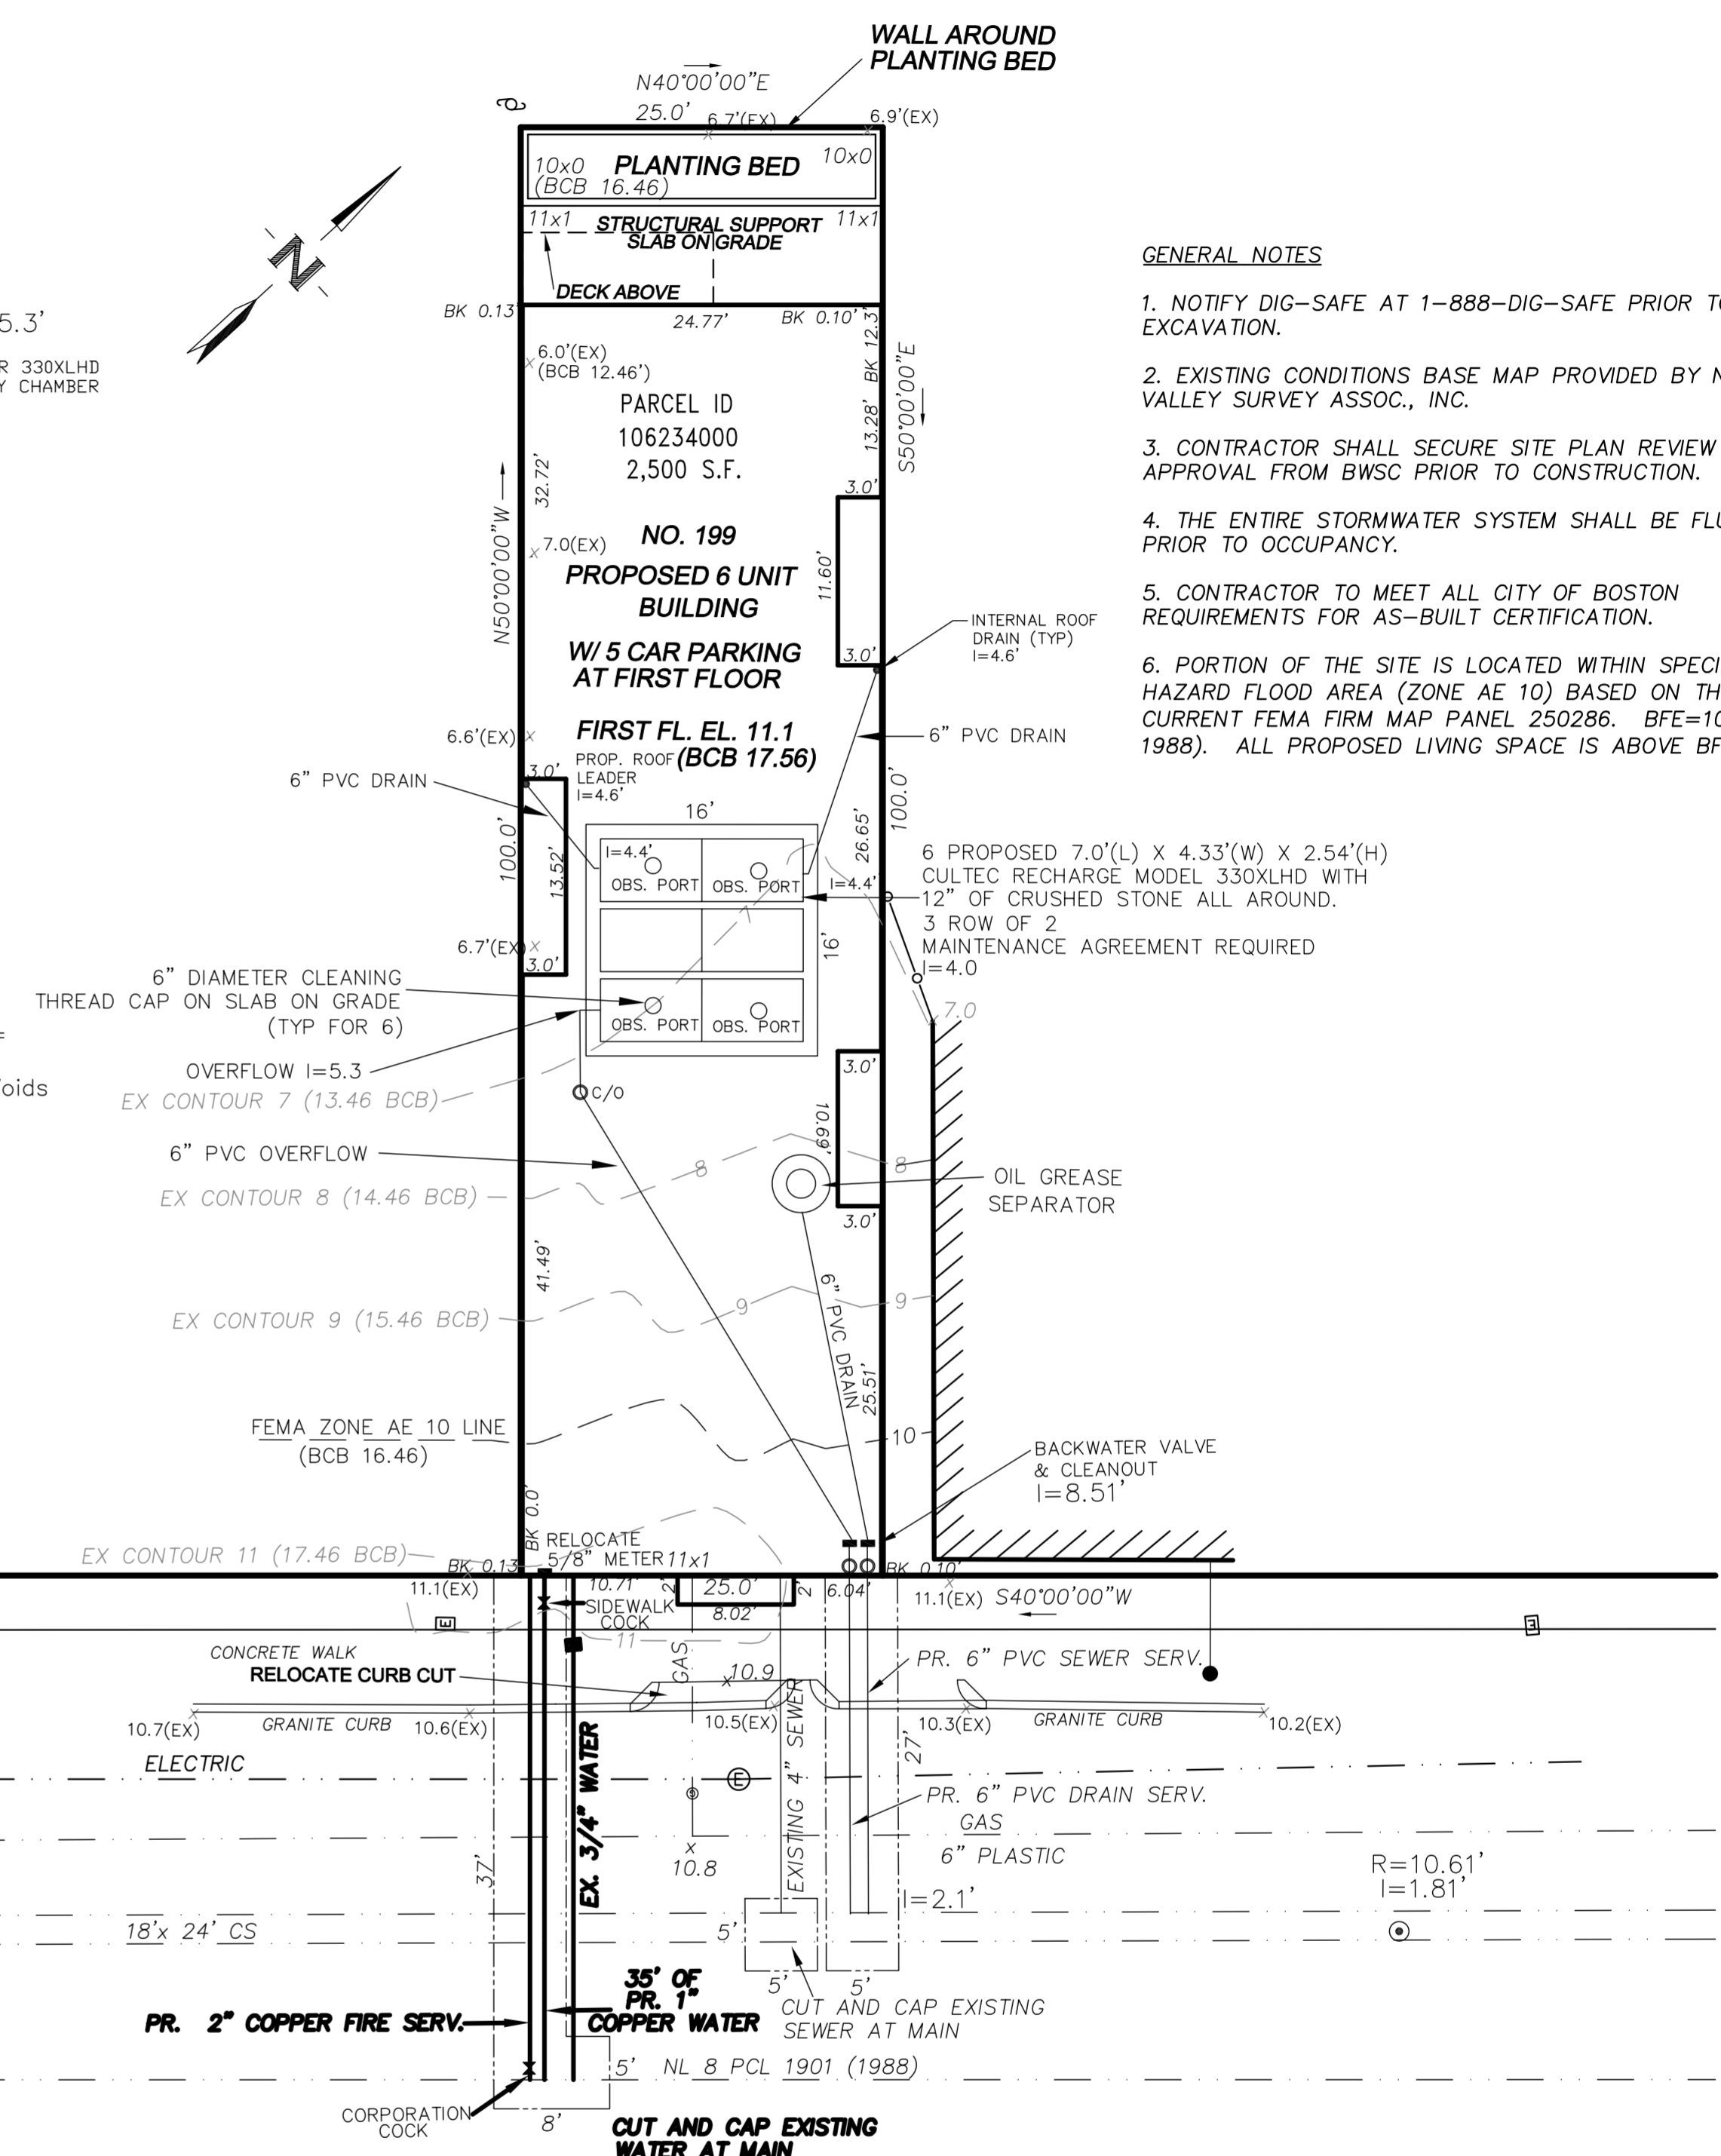 WALL AROUND
PLANTING BED
N40°00'00"E
25.0'
6.7'(EX)
6.9'(EX)
10x0
PLANTING BED
10x0
(BCB 16.46)
11x1
STRUCTURAL SUPPORT
11x1
SLAB ON GRADE
DECK ABOVE
BK 0.13'
24.77'
BK 0.10'
BK 12.3'
N
5.3'
R 330XLHD
Y CHAMBER
6.0'(EX)
(BCB 12.46')
PARCEL ID
106234000
2,500 S.F.
13.28'
S50°00'00"E
32.72'
N50°00'00"W
3.0'
7.0(EX)
NO. 199
PROPOSED 6 UNIT
BUILDING
11.60'
W/ 5 CAR PARKING
AT FIRST FLOOR
3.0'
INTERNAL ROOF
DRAIN (TYP)
I=4.6'
6.6'(EX)
FIRST FL. EL. 11.1
(BCB 17.56)
6" PVC DRAIN
PROP. ROOF
LEADER
I=4.6'
3.0'
6" PVC DRAIN
GENERAL NOTES
1. NOTIFY DIG-SAFE AT 1-888-DIG-SAFE PRIOR TO
EXCAVATION.
2. EXISTING CONDITIONS BASE MAP PROVIDED BY N
VALLEY SURVEY ASSOC., INC.
3. CONTRACTOR SHALL SECURE SITE PLAN REVIEW
APPROVAL FROM BWSC PRIOR TO CONSTRUCTION.
4. THE ENTIRE STORMWATER SYSTEM SHALL BE FLU
PRIOR TO OCCUPANCY.
5. CONTRACTOR TO MEET ALL CITY OF BOSTON
REQUIREMENTS FOR AS-BUILT CERTIFICATION.
6. PORTION OF THE SITE IS LOCATED WITHIN SPECI
HAZARD FLOOD AREA (ZONE AE 10) BASED ON TH
CURRENT FEMA FIRM MAP PANEL 250286. BFE=10
1988). ALL PROPOSED LIVING SPACE IS ABOVE BF
16'
100.0'
100.0'
13.52'
26.65'
I=4.4'
OBS. PORT
OBS. PORT
I=4.4'
7
16'
6 PROPOSED 7.0'(L) X 4.33'(W) X 2.54'(H)
CULTEC RECHARGE MODEL 330XLHD WITH
12" OF CRUSHED STONE ALL AROUND.
3 ROW OF 2
MAINTENANCE AGREEMENT REQUIRED
I=4.0
7.0
6.7'(EX)
3.0'
6" DIAMETER CLEANING
THREAD CAP ON SLAB ON GRADE
(TYP FOR 6)
OBS. PORT
OBS. PORT
OVERFLOW I=5.3
oids
EX CONTOUR 7 (13.46 BCB)
C/O
3.0'
10.69'
6" PVC OVERFLOW
8
8
EX CONTOUR 8 (14.46 BCB)
OIL GREASE
SEPARATOR
3.0'
41.49'
6" PVC DRAIN
EX CONTOUR 9 (15.46 BCB)
9
9
25.51'
FEMA ZONE AE 10 LINE
(BCB 16.46)
10
BACKWATER VALVE
& CLEANOUT
I=8.51'
BK 0.0'
RELOCATE
5/8" METER
11x1
EX CONTOUR 11 (17.46 BCB)
BK 0.13'
BK 0.10'
11.1(EX)
10.71'
2'
25.0'
2'
6.04'
11.1(EX)
S40°00'00"W
SIDEWALK
COCK
8.02'
E
11
E
CONCRETE WALK
RELOCATE CURB CUT
GAS
10.9
PR. 6" PVC SEWER SERV.
10.7(EX)
GRANITE CURB
10.6(EX)
10.5(EX)
10.3(EX)
GRANITE CURB
10.2(EX)
ELECTRIC
EX. 3/4" WATER
E
EXISTING 4" SEWER
27'
PR. 6" PVC DRAIN SERV.
GAS
6" PLASTIC
10.8
37'
R=10.61'
I=1.81'
I=2.1'
18'x 24' CS
5'
5'
5'
35' OF
PR. 1"
COPPER WATER
PR. 2" COPPER FIRE SERV.
CUT AND CAP EXISTING
SEWER AT MAIN
5'
NL 8 PCL 1901 (1988)
CORPORATION
COCK
8'
CUT AND CAP EXISTING
WATER AT MAIN